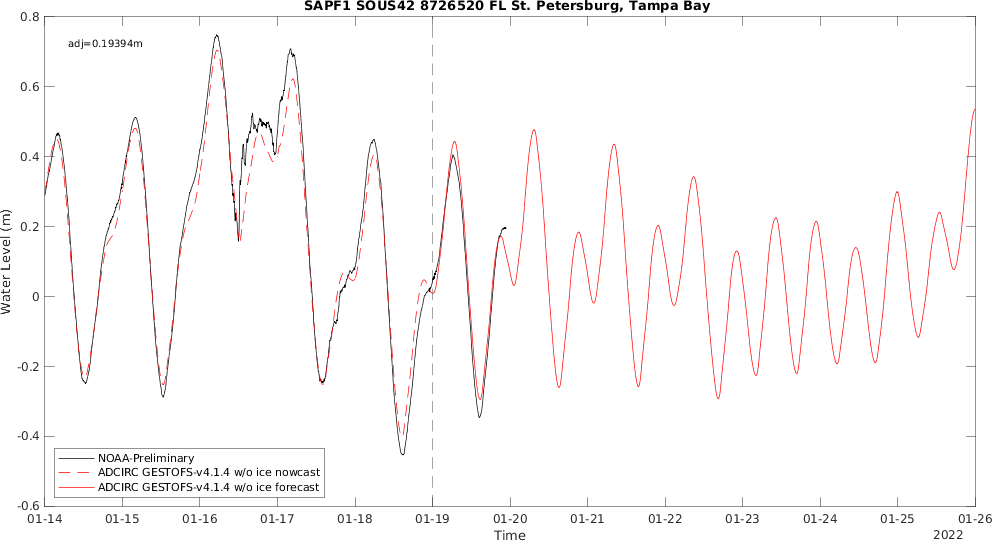 SAPF1 SOUS42 8726520 FL St. Petersburg, Tampa Bay
adj=0.19394m
0.8
0.6
0.4
0.2
0
-0.2
-0.4
-0.6
Water Level (m)
NOAA-Preliminary
ADCIRC GESTOFS-v4.1.4 w/o ice nowcast
ADCIRC GESTOFS-v4.1.4 w/o ice forecast
01-14 01-15 01-16 01-17 01-18 01-19 01-20 01-21 01-22 01-23 01-24 01-25 01-26
Time
2022